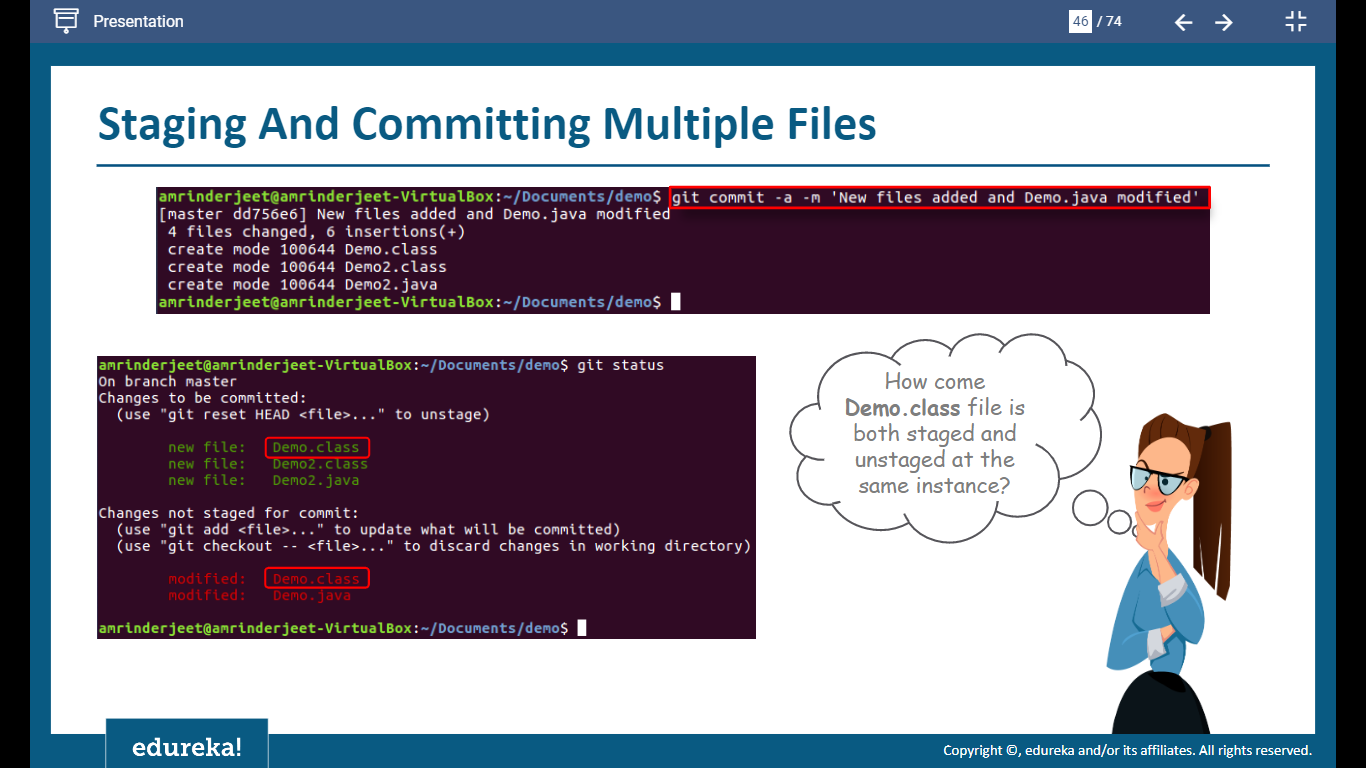 Presentation
46 / 74
Staging And Committing Multiple Files
amrinderjeet@amrinderjeet-VirtualBox:~/Documents/demo$ git commit -a -m 'New files added and Demo.java modified'
[master dd756e6] New files added and Demo.java modified
4 files changed, 6 insertions(+)
create mode 100644 Demo.class
create mode 100644 Demo2.class
create mode 100644 Demo2.java
amrinderjeet@amrinderjeet-VirtualBox:~/Documents/demo$
amrinderjeet@amrinderjeet-VirtualBox:~/Documents/demo$ git status
On branch master
Changes to be committed:
(use "git reset HEAD <file>..." to unstage)
new file: Demo.class
new file: Demo2.class
new file: Demo2.java
Changes not staged for commit:
(use "git add <file>..." to update what will be committed)
(use "git checkout -- <file>..." to discard changes in working directory)
modified: Demo.class
modified: Demo.java
amrinderjeet@amrinderjeet-VirtualBox:~/Documents/demo$
How come
Demo.class file is
both staged and
unstaged at the
same instance?
edureka!
Copyright ©, edureka and/or its affiliates. All rights reserved.